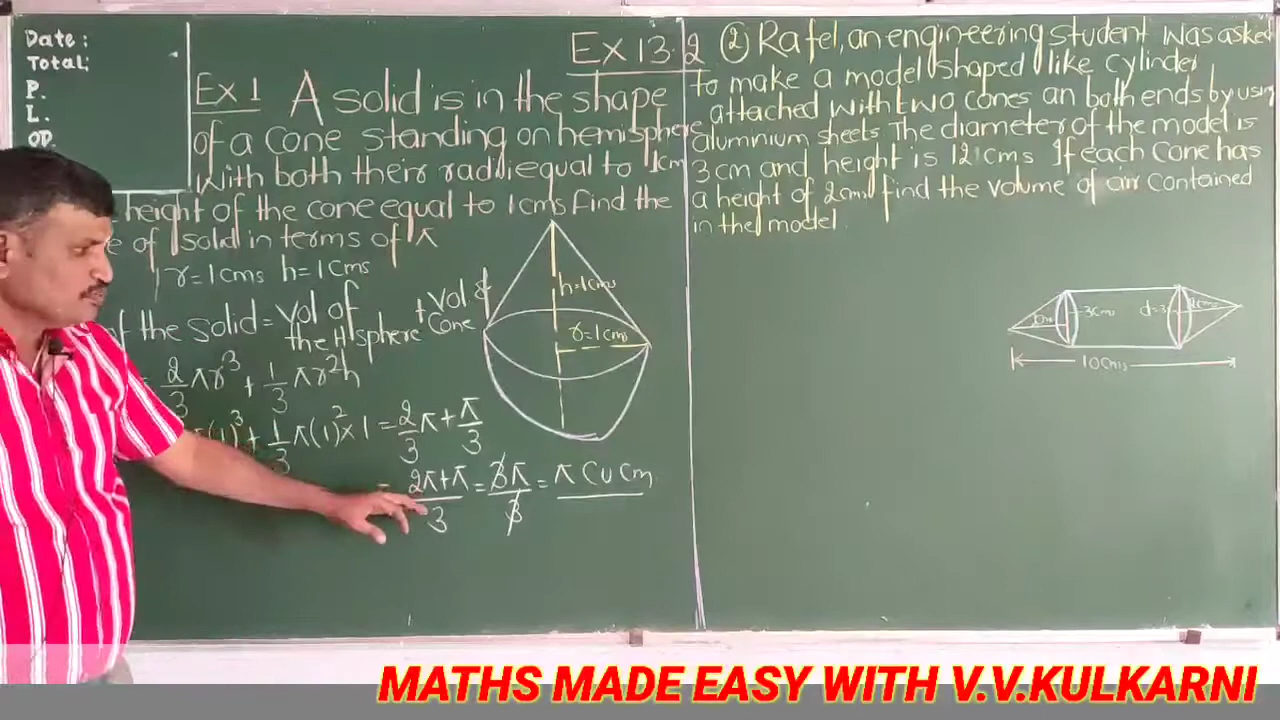 Date:
Total;
P.
L.
OD.
Ex 13.2
Ex 1 A solid is in the shape
of a cone standing on hemisphere
with both their radii equal to 1cm
height of the cone equal to 1cms find the
of solid in terms of π
r=1cms h=1cms
of the solid = Vol of the H/sphere + Vol of Cone
= 2/3 πr³ + 1/3 πr²h
π(1)³ + 1/3 π(1)²×1 = 2/3 π + π/3
= 2π+π/3 = 3π/3 = π Cu Cm
h=1cms
r=1cms
② Rafel, an engineering student was asked
to make a model shaped like cylinder
attached with two cones an both ends by using
aluminium sheets The diameter of the model is
3cm and height is 12 cms If each Cone has
a height of 2cm find the volume of air contained
in the model.
3cms d=3 2cms
10cms
MATHS MADE EASY WITH V.V.KULKARNI